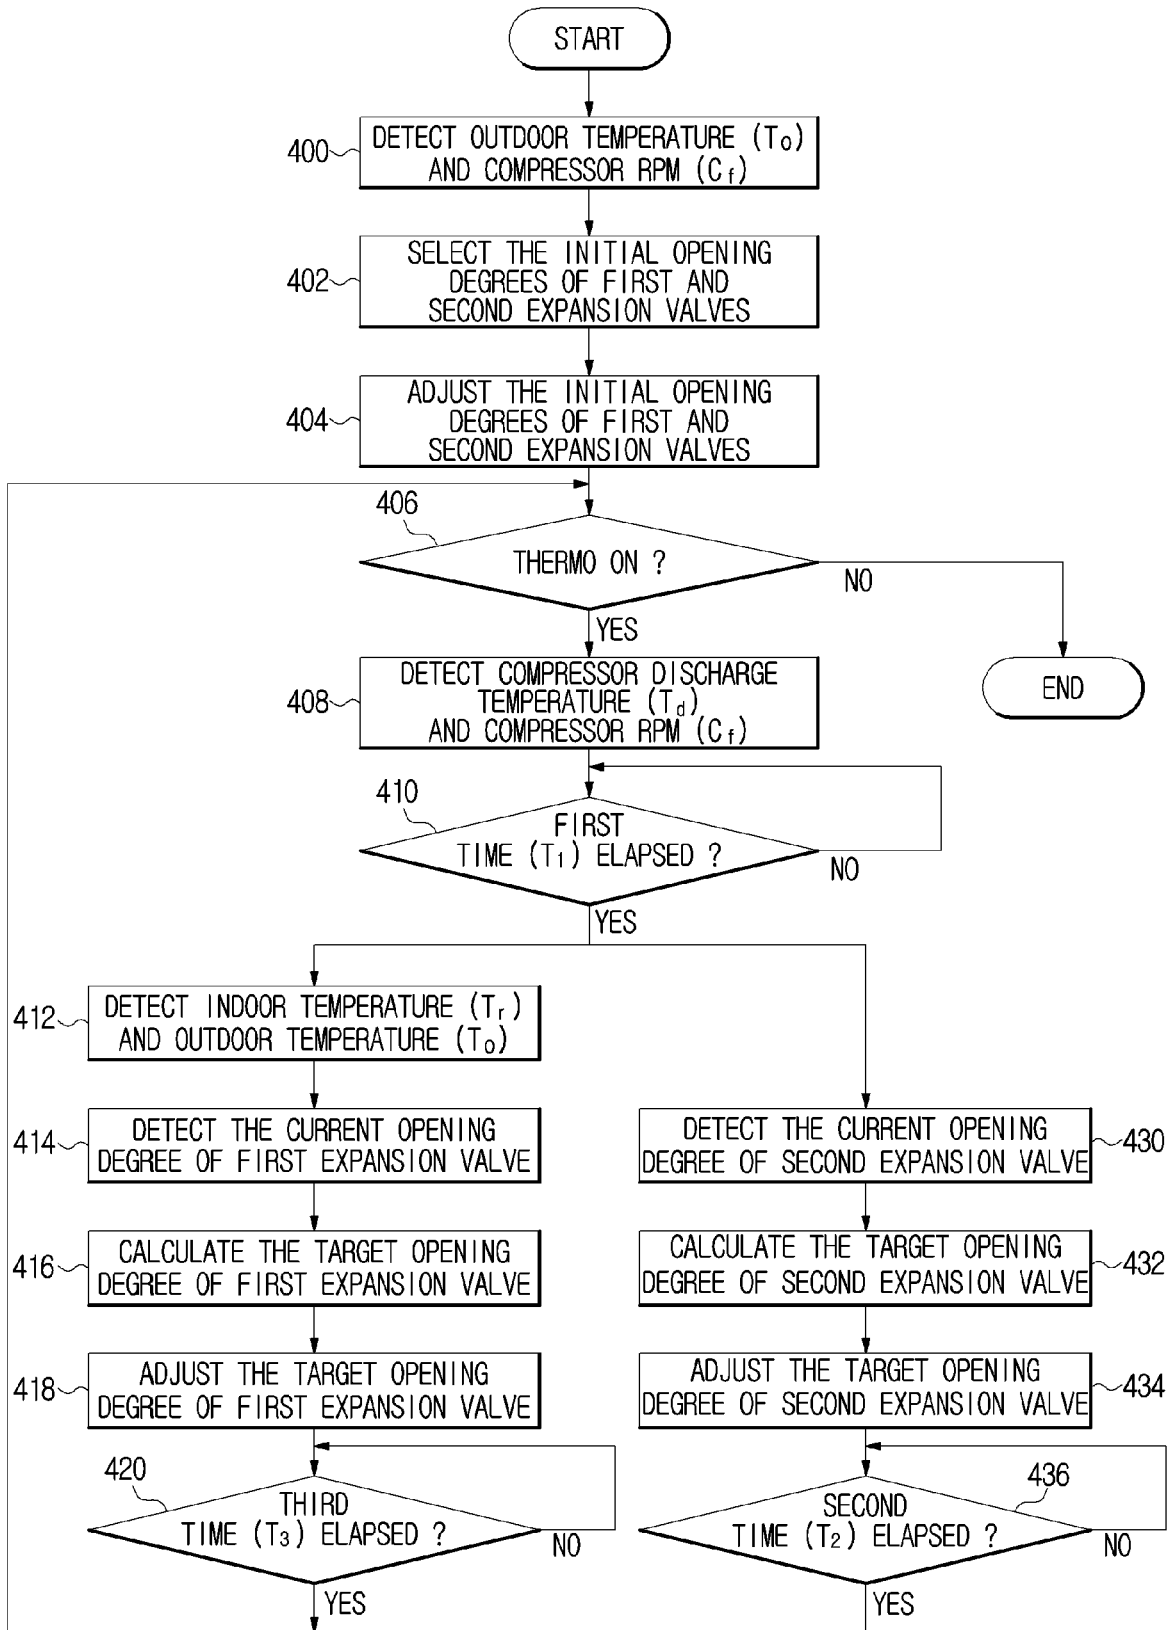 START
400
DETECT OUTDOOR TEMPERATURE (To)
AND COMPRESSOR RPM (Cf)
402
SELECT THE INITIAL OPENING
DEGREES OF FIRST AND
SECOND EXPANSION VALVES
404
ADJUST THE INITIAL OPENING
DEGREES OF FIRST AND
SECOND EXPANSION VALVES
406
THERMO ON ?
NO
YES
END
408
DETECT COMPRESSOR DISCHARGE
TEMPERATURE (Td)
AND COMPRESSOR RPM (Cf)
410
FIRST
TIME (T1) ELAPSED ?
NO
YES
412
DETECT INDOOR TEMPERATURE (Tr)
AND OUTDOOR TEMPERATURE (To)
414
DETECT THE CURRENT OPENING
DEGREE OF FIRST EXPANSION VALVE
416
CALCULATE THE TARGET OPENING
DEGREE OF FIRST EXPANSION VALVE
418
ADJUST THE TARGET OPENING
DEGREE OF FIRST EXPANSION VALVE
420
THIRD
TIME (T3) ELAPSED ?
NO
YES
DETECT THE CURRENT OPENING
DEGREE OF SECOND EXPANSION VALVE
430
CALCULATE THE TARGET OPENING
DEGREE OF SECOND EXPANSION VALVE
432
ADJUST THE TARGET OPENING
DEGREE OF SECOND EXPANSION VALVE
434
436
SECOND
TIME (T2) ELAPSED ?
NO
YES